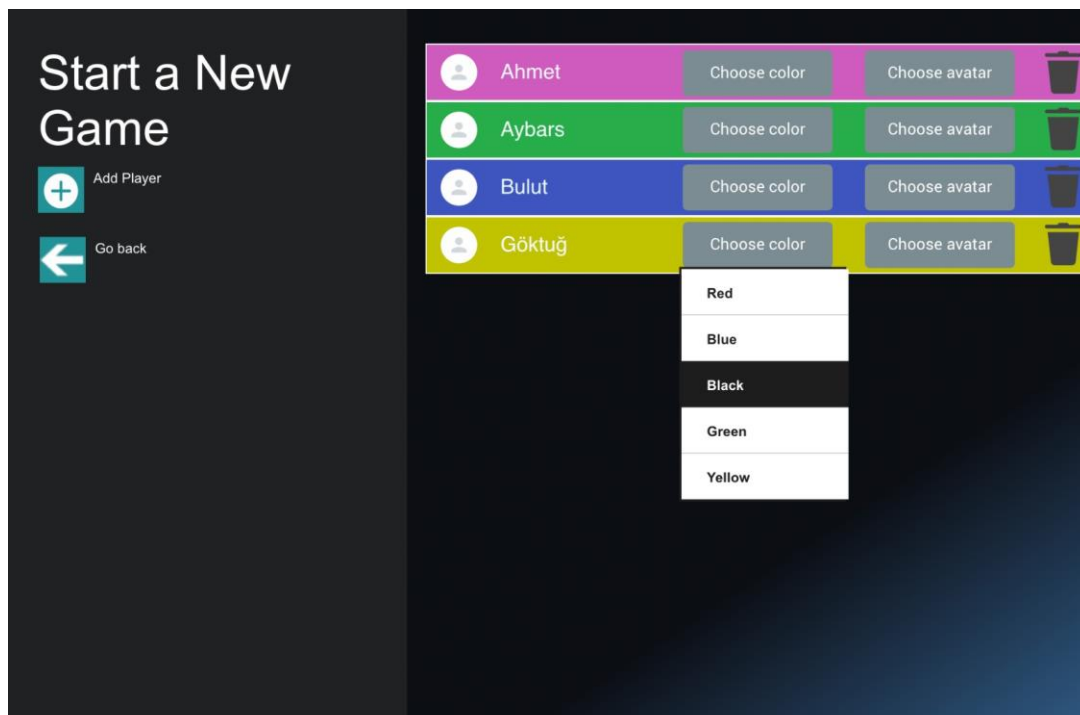 Start a New
Game
Add Player
Go back
Ahmet Choose color Choose avatar
Aybars Choose color Choose avatar
Bulut Choose color Choose avatar
Göktuğ Choose color Choose avatar
Red
Blue
Black
Green
Yellow